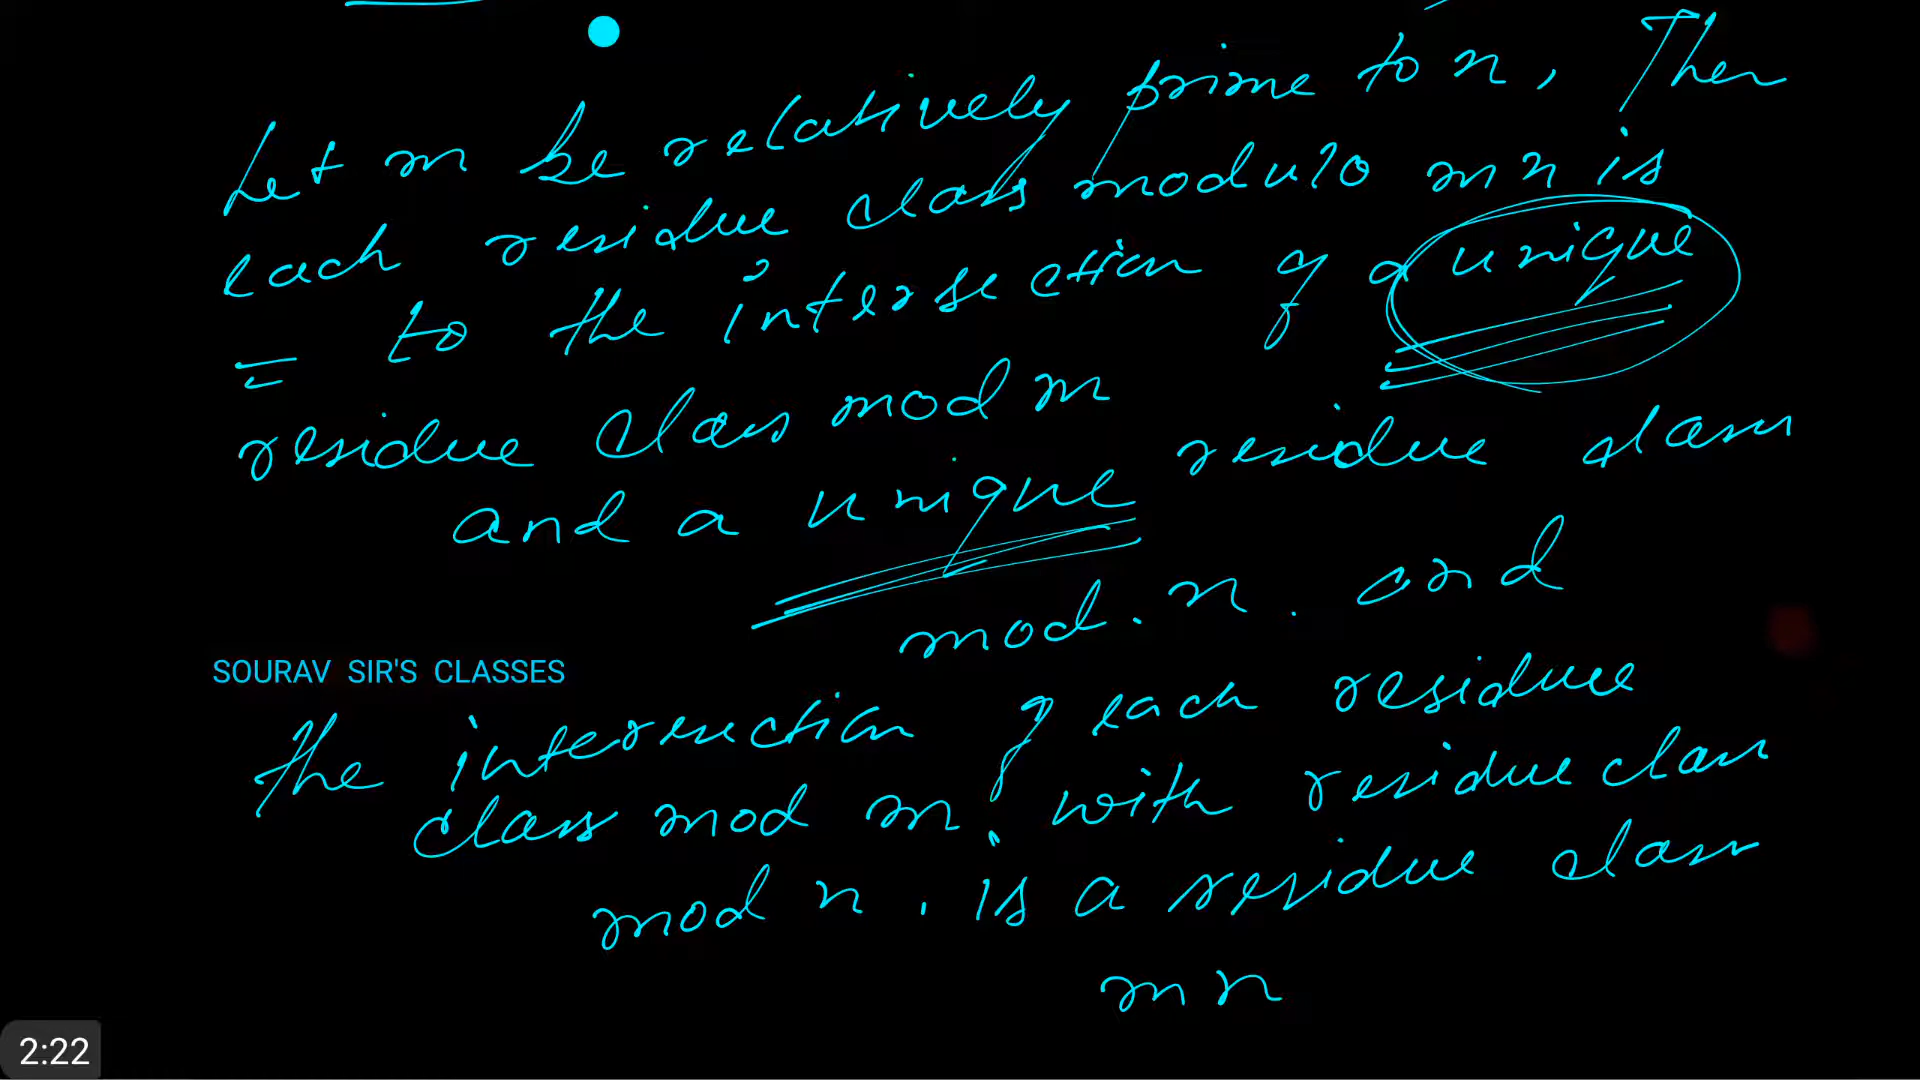 Let m be relatively prime to n, Then
each residue class modulo mn is
= to the intersection of a unique
residue class mod m
and a unique residue class
mod. n. and
SOURAV SIR'S CLASSES
the intersection of each residue
class mod m, with residue class
mod n, is a residue class
mn
2:22